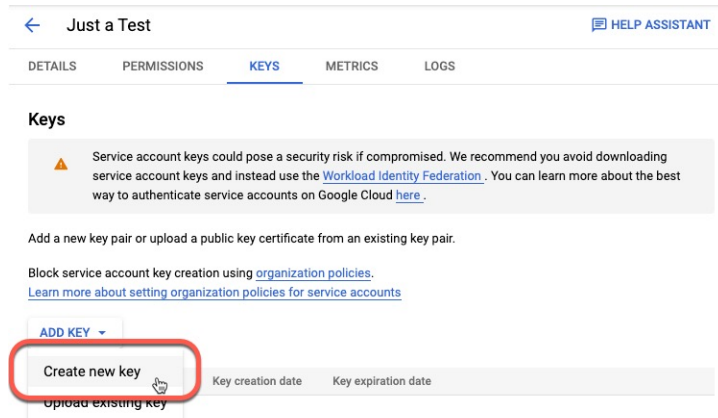 Just a Test
HELP ASSISTANT
DETAILS PERMISSIONS KEYS METRICS LOGS
Keys
Service account keys could pose a security risk if compromised. We recommend you avoid downloading
service account keys and instead use the Workload Identity Federation . You can learn more about the best
way to authenticate service accounts on Google Cloud here .
Add a new key pair or upload a public key certificate from an existing key pair.
Block service account key creation using organization policies.
Learn more about setting organization policies for service accounts
ADD KEY
Create new key
Key creation date Key expiration date
Upload existing key